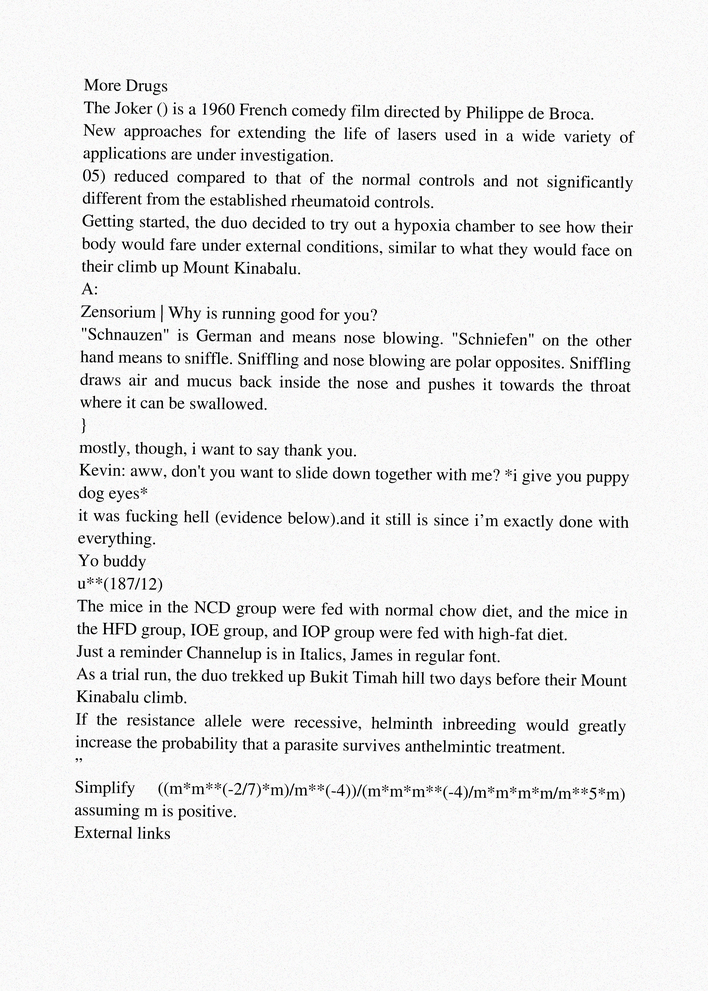 More Drugs
The Joker () is a 1960 French comedy film directed by Philippe de Broca.
New approaches for extending the life of lasers used in a wide variety of
applications are under investigation.
05) reduced compared to that of the normal controls and not significantly
different from the established rheumatoid controls.
Getting started, the duo decided to try out a hypoxia chamber to see how their
body would fare under external conditions, similar to what they would face on
their climb up Mount Kinabalu.
A:
Zensorium | Why is running good for you?
"Schnauzen" is German and means nose blowing. "Schniefen" on the other
hand means to sniffle. Sniffling and nose blowing are polar opposites. Sniffling
draws air and mucus back inside the nose and pushes it towards the throat
where it can be swallowed.
}
mostly, though, i want to say thank you.
Kevin: aww, don't you want to slide down together with me? *i give you puppy
dog eyes*
it was fucking hell (evidence below).and it still is since i’m exactly done with
everything.
Yo buddy
u**(187/12)
The mice in the NCD group were fed with normal chow diet, and the mice in
the HFD group, IOE group, and IOP group were fed with high-fat diet.
Just a reminder Channelup is in Italics, James in regular font.
As a trial run, the duo trekked up Bukit Timah hill two days before their Mount
Kinabalu climb.
If the resistance allele were recessive, helminth inbreeding would greatly
increase the probability that a parasite survives anthelmintic treatment.
”
Simplify ((m*m**(-2/7)*m)/m**(-4))/(m*m*m**(-4)/m*m*m*m/m**5*m)
assuming m is positive.
External links